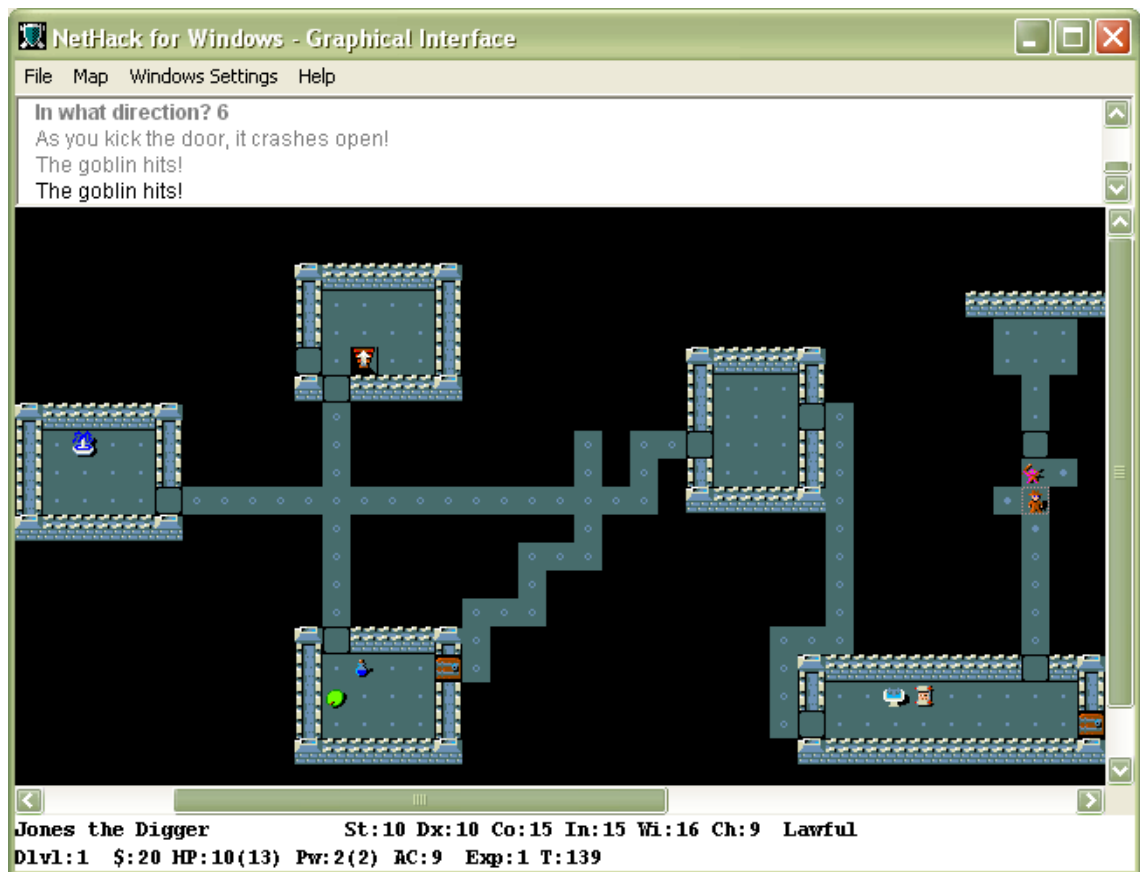 NetHack for Windows - Graphical Interface
File Map Windows Settings Help
In what direction? 6
As you kick the door, it crashes open!
The goblin hits!
The goblin hits!
Jones the Digger St:10 Dx:10 Co:15 In:15 Wi:16 Ch:9 Lawful
Dlvl:1 $:20 HP:10(13) Pw:2(2) AC:9 Exp:1 T:139